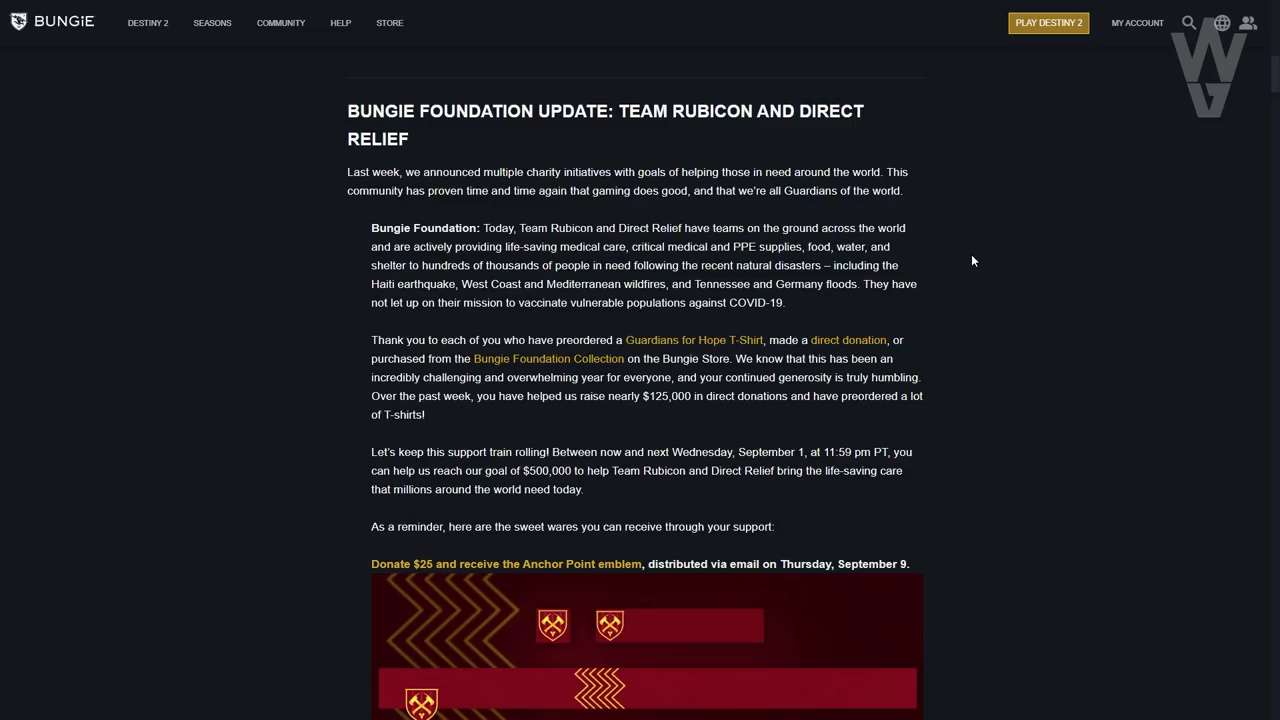 BUNGiE DESTINY 2 SEASONS COMMUNITY HELP STORE PLAY DESTINY 2 MY ACCOUNT
WG
BUNGIE FOUNDATION UPDATE: TEAM RUBICON AND DIRECT
RELIEF
Last week, we announced multiple charity initiatives with goals of helping those in need around the world. This
community has proven time and time again that gaming does good, and that we're all Guardians of the world.
Bungie Foundation: Today, Team Rubicon and Direct Relief have teams on the ground across the world
and are actively providing life-saving medical care, critical medical and PPE supplies, food, water, and
shelter to hundreds of thousands of people in need following the recent natural disasters – including the
Haiti earthquake, West Coast and Mediterranean wildfires, and Tennessee and Germany floods. They have
not let up on their mission to vaccinate vulnerable populations against COVID-19.
Thank you to each of you who have preordered a Guardians for Hope T-Shirt, made a direct donation, or
purchased from the Bungie Foundation Collection on the Bungie Store. We know that this has been an
incredibly challenging and overwhelming year for everyone, and your continued generosity is truly humbling.
Over the past week, you have helped us raise nearly $125,000 in direct donations and have preordered a lot
of T-shirts!
Let's keep this support train rolling! Between now and next Wednesday, September 1, at 11:59 pm PT, you
can help us reach our goal of $500,000 to help Team Rubicon and Direct Relief bring the life-saving care
that millions around the world need today.
As a reminder, here are the sweet wares you can receive through your support:
Donate $25 and receive the Anchor Point emblem, distributed via email on Thursday, September 9.